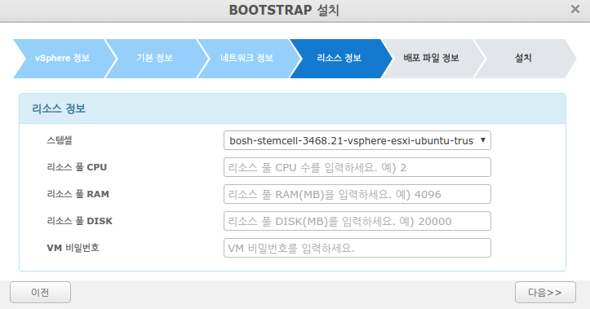 BOOTSTRAP 설치
vSphere 정보
기본 정보
네트워크 정보
리소스 정보
배포 파일 정보
설치
리소스 정보
스템셀 bosh-stemcell-3468.21-vsphere-esxi-ubuntu-trus
리소스 풀 CPU 리소스 풀 CPU 수를 입력하세요. 예) 2
리소스 풀 RAM 리소스 풀 RAM(MB)을 입력하세요. 예) 4096
리소스 풀 DISK 리소스 풀 DISK(MB)를 입력하세요. 예) 20000
VM 비밀번호 VM 비밀번호를 입력하세요.
이전 다음>>